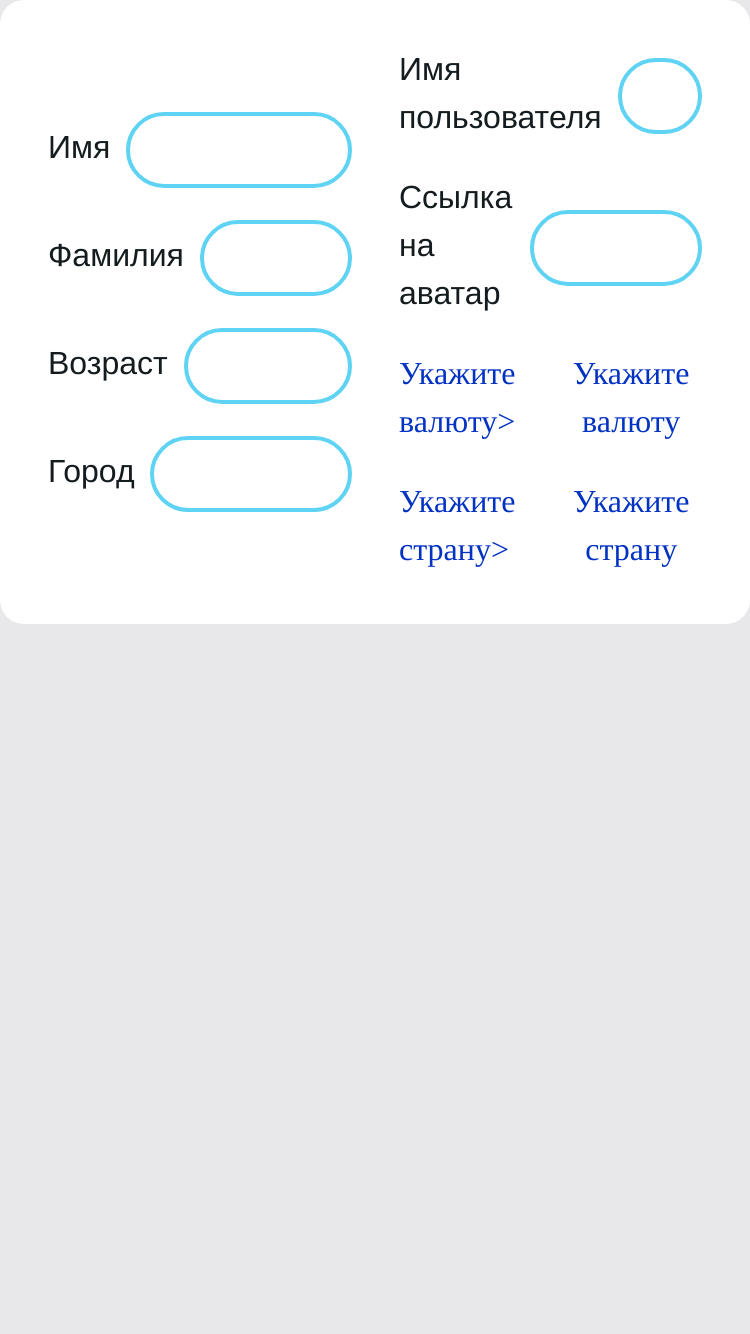 Имя
Фамилия
Возраст
Город
Имя
пользователя
Ссылка
на
аватар
Укажите
валюту>
Укажите
валюту
Укажите
страну>
Укажите
страну